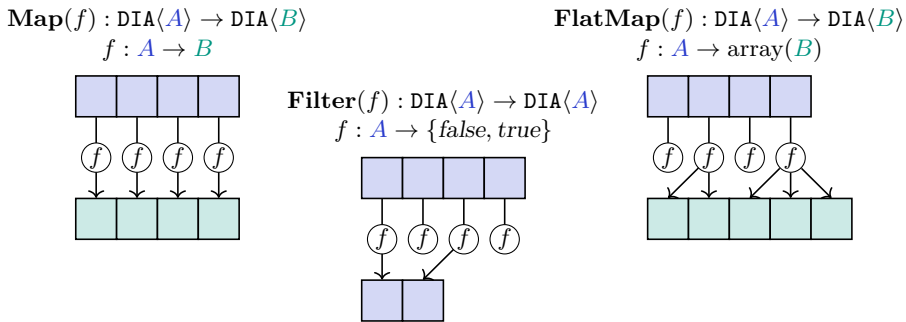 Map(f) : DIA⟨A⟩ → DIA⟨B⟩
f : A → B
f f f f
Filter(f) : DIA⟨A⟩ → DIA⟨A⟩
f : A → {false, true}
f f f f
FlatMap(f) : DIA⟨A⟩ → DIA⟨B⟩
f : A → array(B)
f f f f